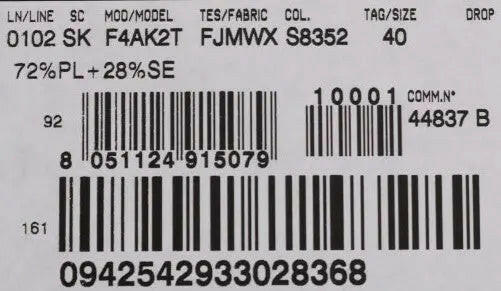 LN/LINE SC MOD/MODEL TES/FABRIC COL. TAG/SIZE DROP
0102 SK F4AK2T FJMWX S8352 40
72%PL+28%SE
10001 COMM.N°
92 44837 B
8 051124 915079
161
0942542933028368